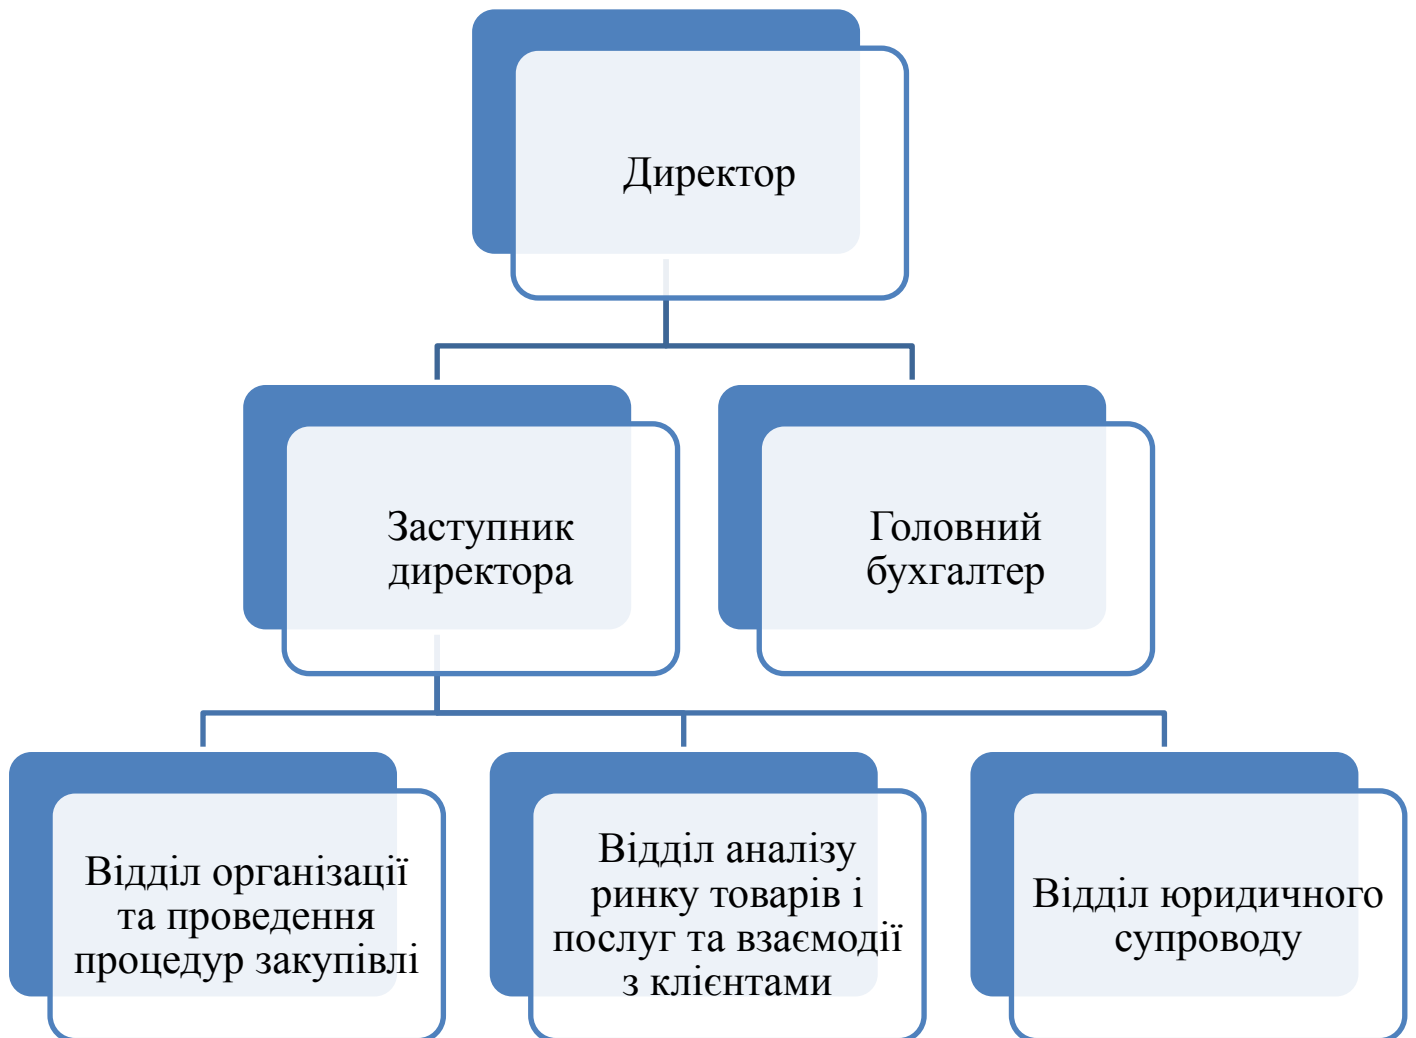 Директор
Заступник
директора
Головний
бухгалтер
Відділ організації
та проведення
процедур закупівлі
Відділ аналізу
ринку товарів і
послуг та взаємодії
з клієнтами
Відділ юридичного
супроводу